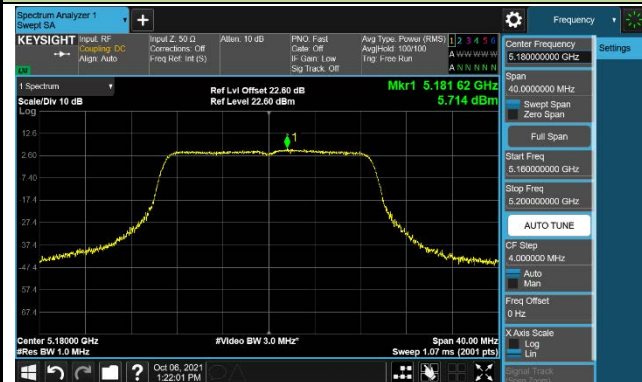 Spectrum Analyzer 1
Swept SA
Frequency
KEYSIGHT
Input: RF
Coupling: DC
Align: Auto
Input Z: 50 Ω
Corrections: Off
Freq Ref: Int (S)
Atten: 10 dB
PNO: Fast
Gate: Off
IF Gain: Low
Sig Track: Off
Avg Type: Power (RMS)
Avg|Hold: 100/100
Trig: Free Run
1 2 3 4 5 6
A W W W W W
A N N N N N
LNI
1 Spectrum
Scale/Div 10 dB
Log
Ref Lvl Offset 22.60 dB
Ref Level 22.60 dBm
Mkr1 5.181 62 GHz
5.714 dBm
1
12.6
2.60
-7.40
-17.4
-27.4
-37.4
-47.4
-57.4
-67.4
Center 5.18000 GHz
#Res BW 1.0 MHz
#Video BW 3.0 MHz*
Span 40.00 MHz
Sweep 1.07 ms (2001 pts)
Oct 06, 2021
1:22:01 PM
Center Frequency
5.180000000 GHz
Span
40.0000000 MHz
Swept Span
Zero Span
Full Span
Start Freq
5.160000000 GHz
Stop Freq
5.200000000 GHz
AUTO TUNE
CF Step
4.000000 MHz
Auto
Man
Freq Offset
0 Hz
X Axis Scale
Log
Lin
Signal Track
(Span Zoom)
Settings